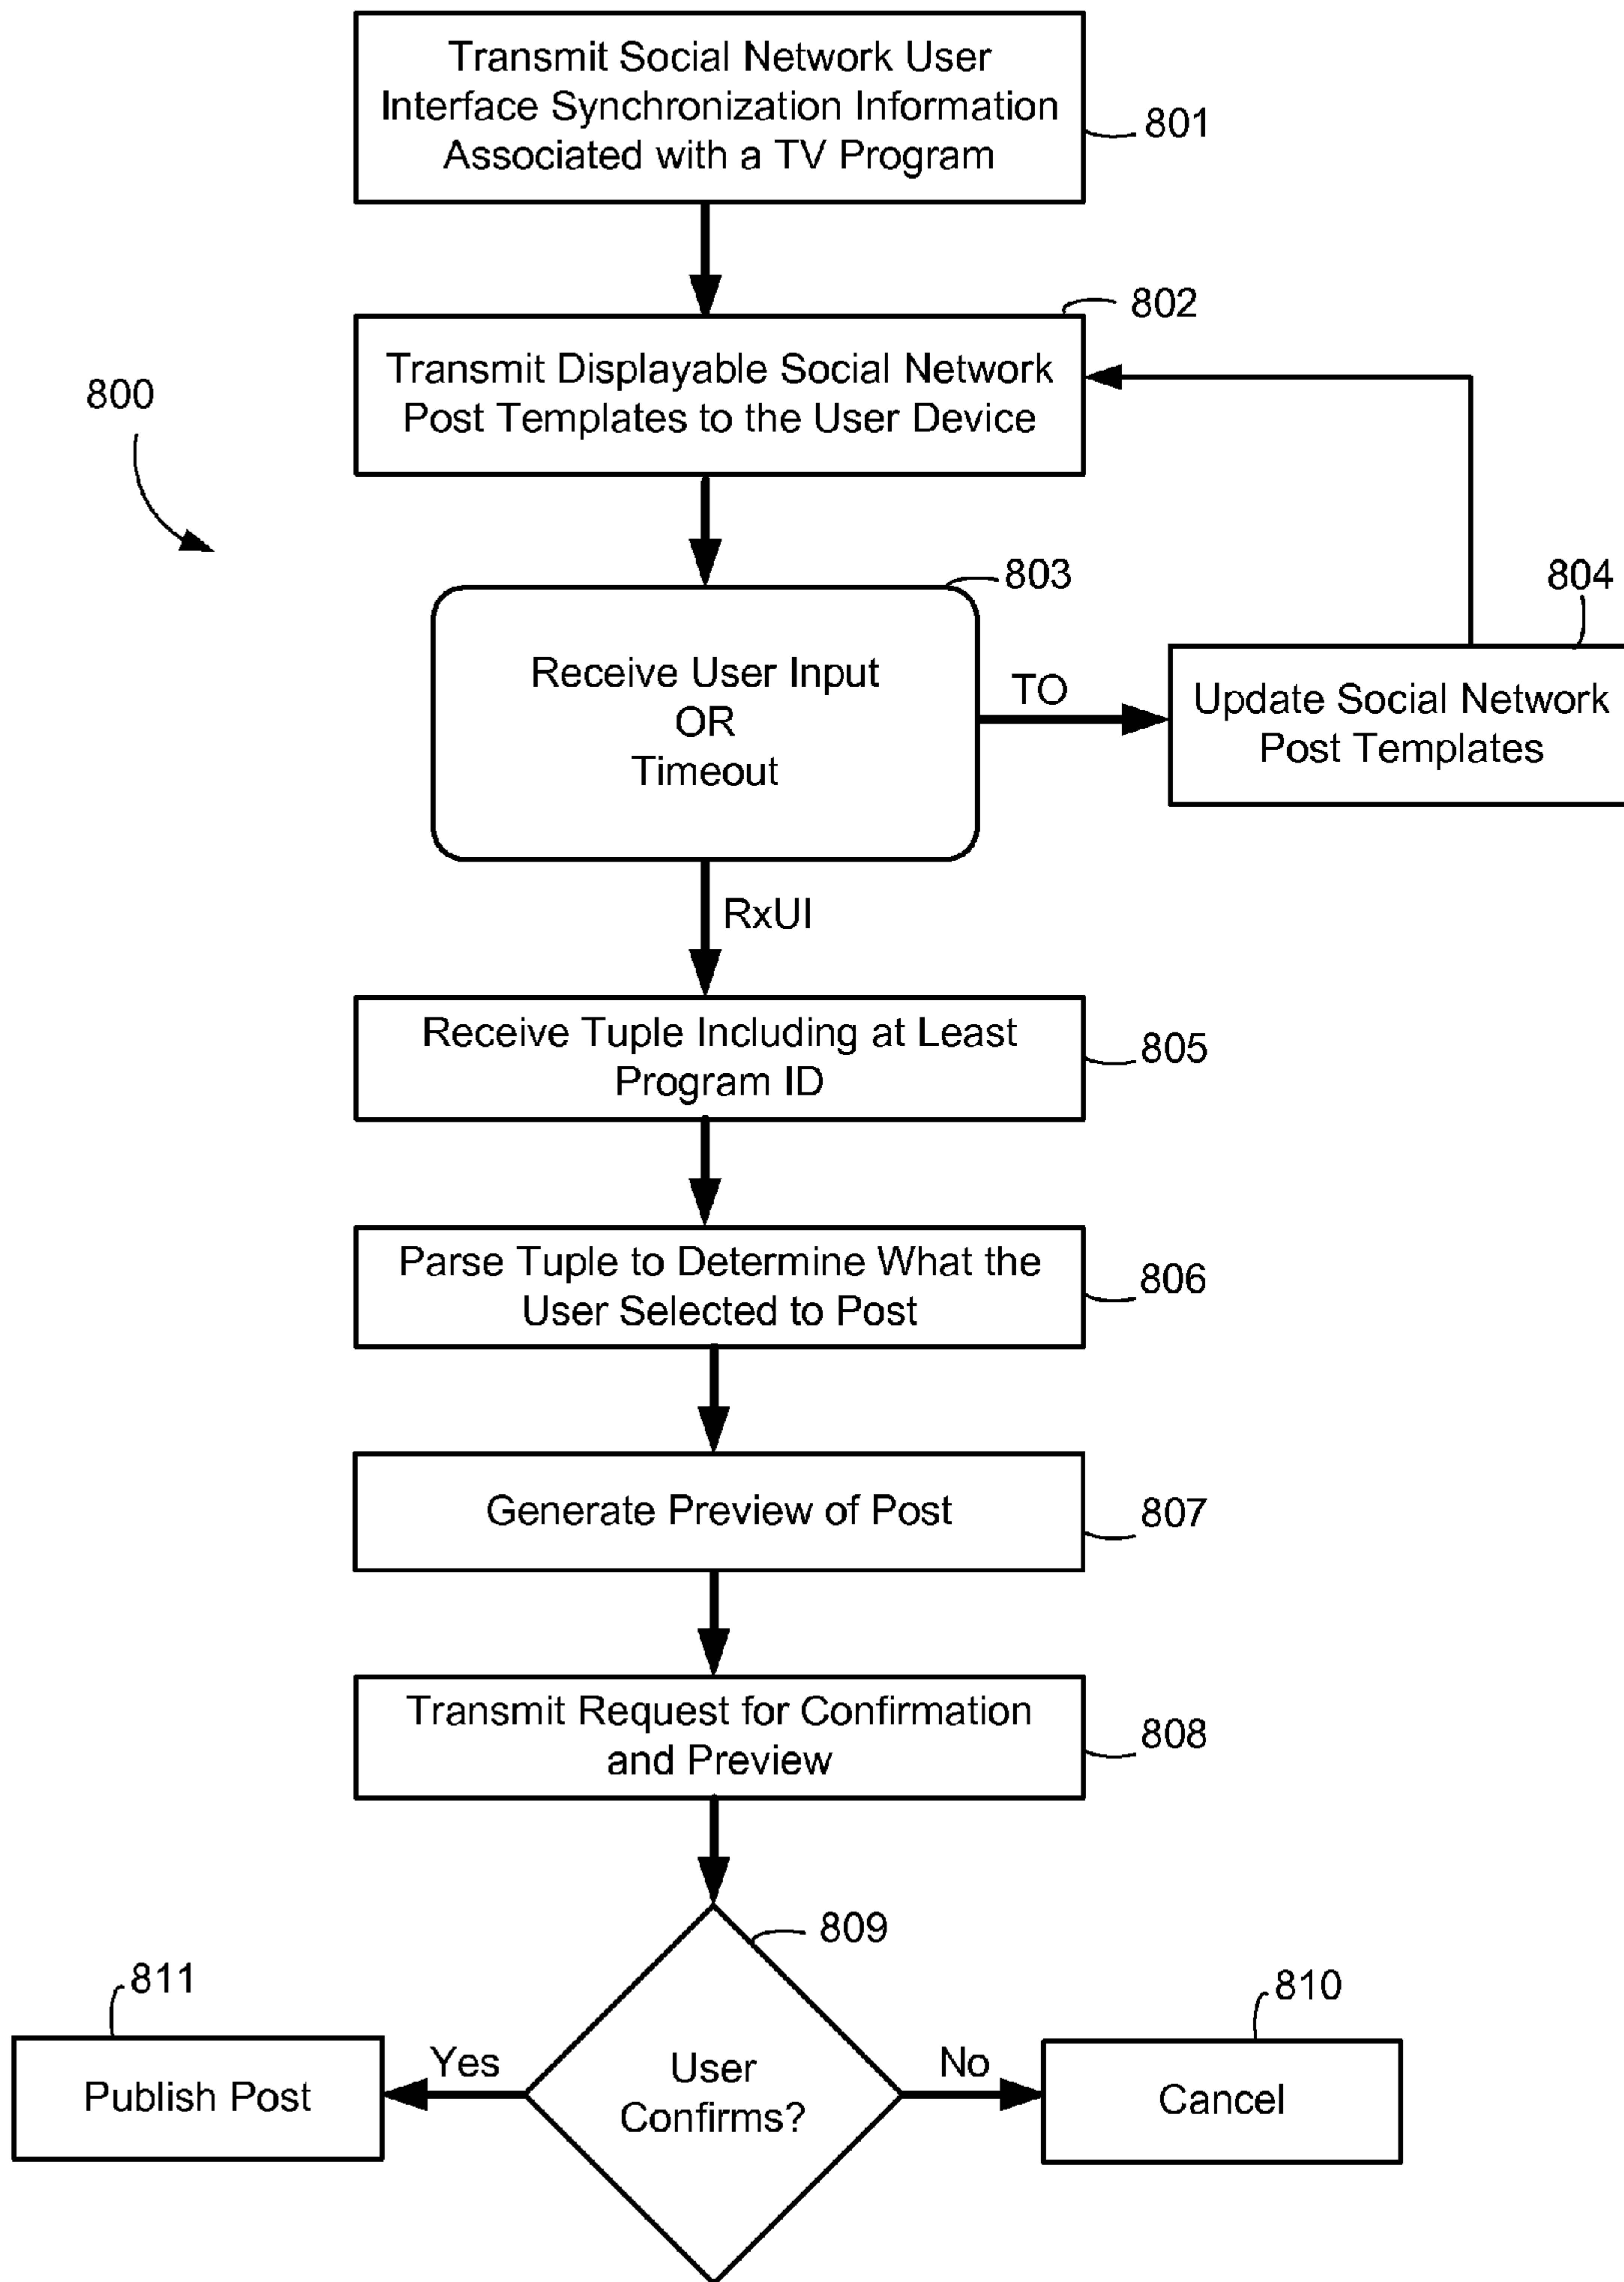 Transmit Social Network User
Interface Synchronization Information
Associated with a TV Program
801
802
Transmit Displayable Social Network
Post Templates to the User Device
800
803
804
Receive User Input
OR
Timeout
TO
Update Social Network
Post Templates
RxUI
Receive Tuple Including at Least
Program ID
805
Parse Tuple to Determine What the
User Selected to Post
806
Generate Preview of Post
807
Transmit Request for Confirmation
and Preview
808
809
811
810
Yes
No
User
Confirms?
Publish Post
Cancel